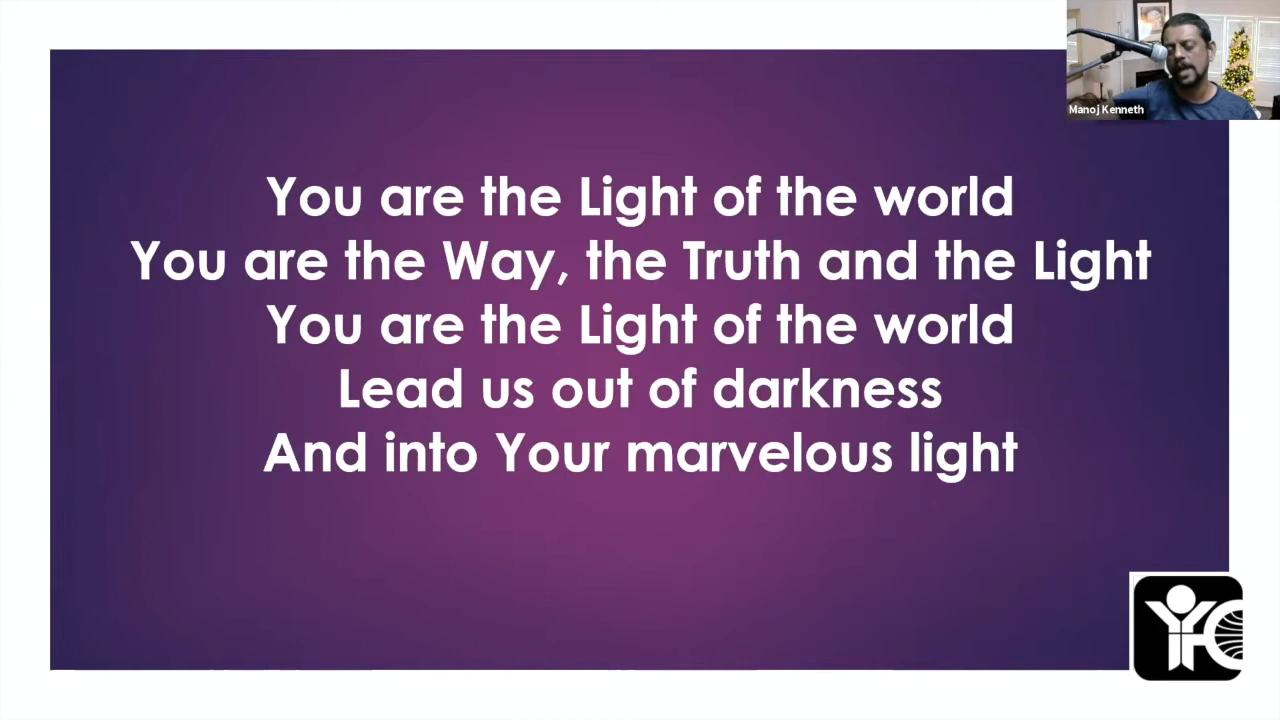 Manoj Kenneth
You are the Light of the world
You are the Way, the Truth and the Light
You are the Light of the world
Lead us out of darkness
And into Your marvelous light
YFC